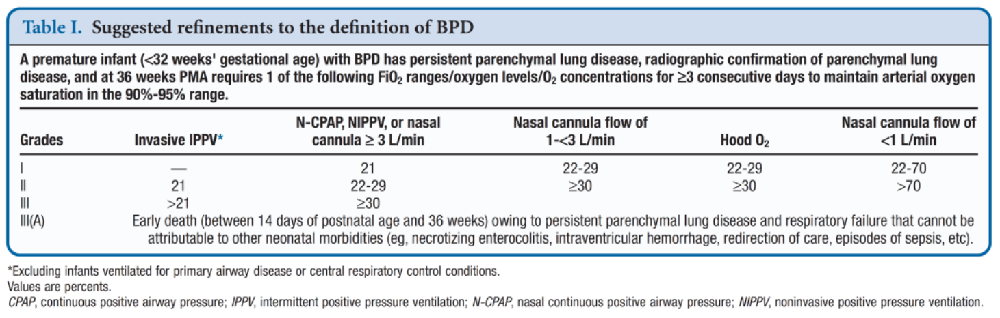 Table I. Suggested refinements to the definition of BPD
A premature infant (<32 weeks' gestational age) with BPD has persistent parenchymal lung disease, radiographic confirmation of parenchymal lung
disease, and at 36 weeks PMA requires 1 of the following FiO₂ ranges/oxygen levels/O₂ concentrations for ≥3 consecutive days to maintain arterial oxygen
saturation in the 90%-95% range.
N-CPAP, NIPPV, or nasal Nasal cannula flow of Nasal cannula flow of
Grades Invasive IPPV* cannula ≥ 3 L/min 1-<3 L/min Hood O₂ <1 L/min
I — 21 22-29 22-29 22-70
II 21 22-29 ≥30 ≥30 >70
III >21 ≥30
III(A) Early death (between 14 days of postnatal age and 36 weeks) owing to persistent parenchymal lung disease and respiratory failure that cannot be
attributable to other neonatal morbidities (eg, necrotizing enterocolitis, intraventricular hemorrhage, redirection of care, episodes of sepsis, etc).
*Excluding infants ventilated for primary airway disease or central respiratory control conditions.
Values are percents.
CPAP, continuous positive airway pressure; IPPV, intermittent positive pressure ventilation; N-CPAP, nasal continuous positive airway pressure; NIPPV, noninvasive positive pressure ventilation.